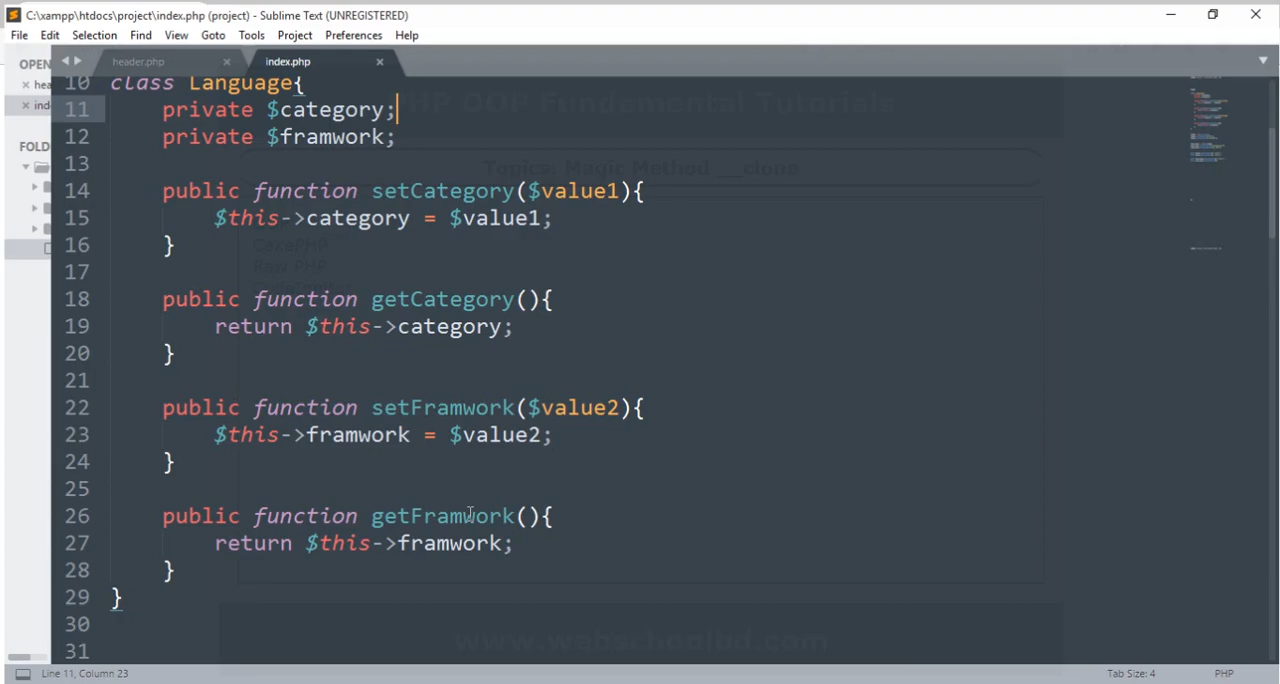 C:\xampp\htdocs\project\index.php (project) - Sublime Text (UNREGISTERED)
File Edit Selection Find View Goto Tools Project Preferences Help
OPEN
header.php
index.php
hea
ind
FOLD
10 class Language{
11 private $category;
12 private $framwork;
13
14 public function setCategory($value1){
15 $this->category = $value1;
16 }
17
18 public function getCategory(){
19 return $this->category;
20 }
21
22 public function setFramwork($value2){
23 $this->framwork = $value2;
24 }
25
26 public function getFramwork(){
27 return $this->framwork;
28 }
29 }
30
31
PHP OOP Fundamental Tutorials
Topics: Magic Method __clone
CakePHP
Raw PHP
www.webschoolbd.com
Line 11, Column 23
Tab Size: 4
PHP